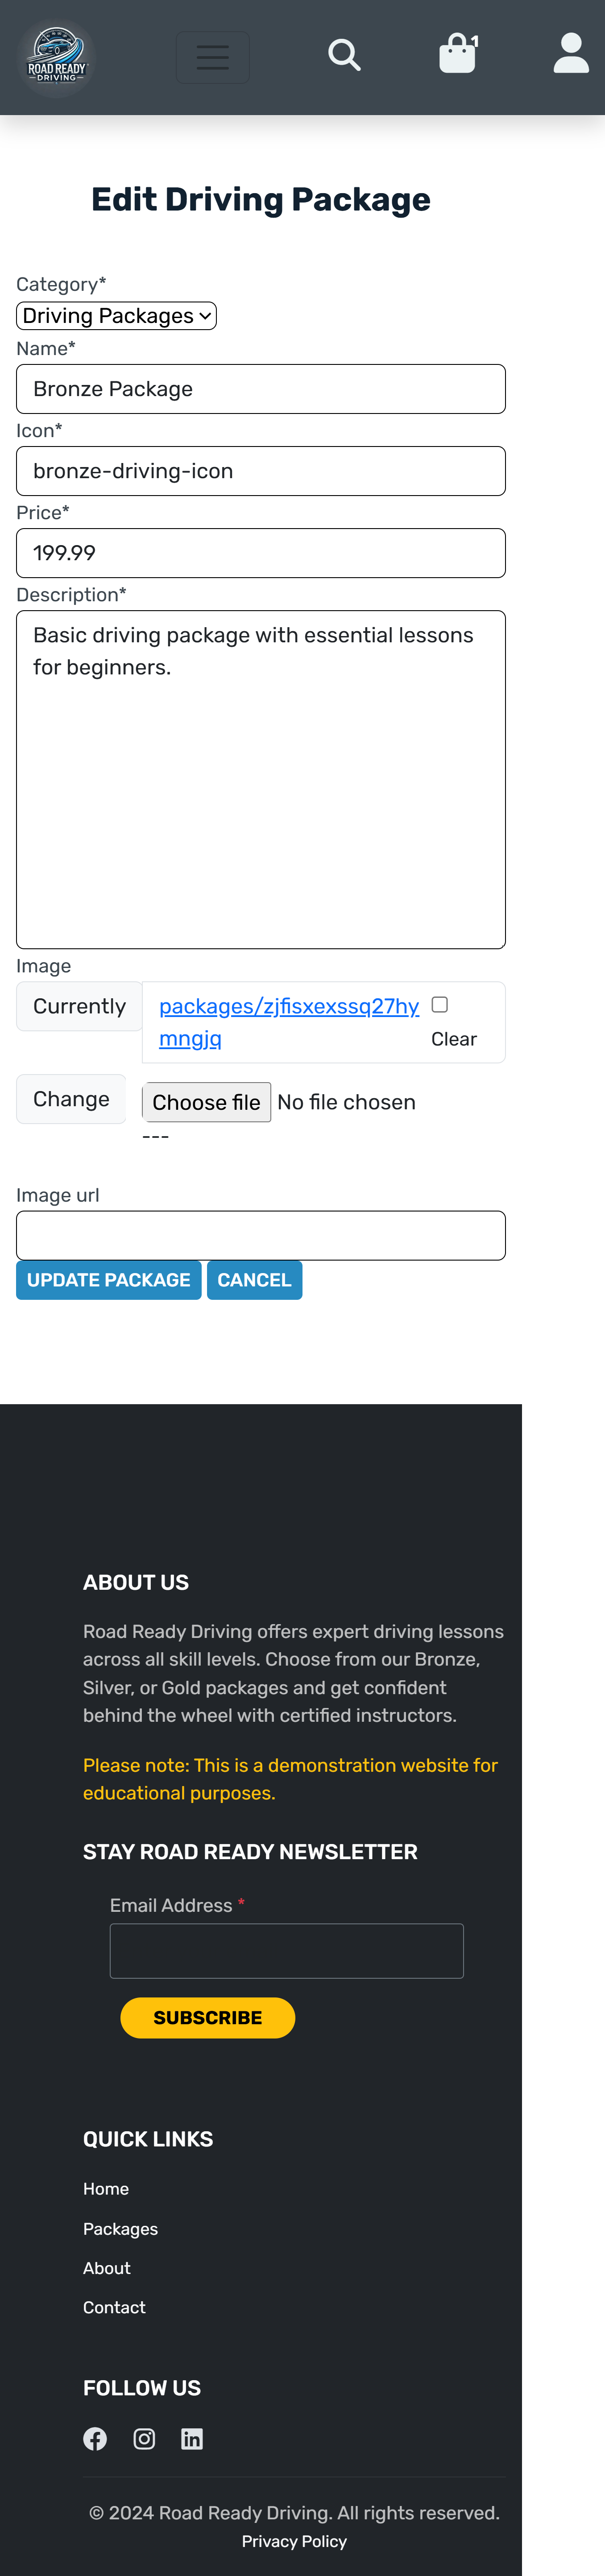 ROAD READY
DRIVING
1
Edit Driving Package
Category*
Driving Packages
Name*
Bronze Package
Icon*
bronze-driving-icon
Price*
199.99
Description*
Basic driving package with essential lessons
for beginners.
Image
Currently
packages/zjfisxexssq27hy
mngjq
Clear
Change
Choose file No file chosen
---
Image url
UPDATE PACKAGE CANCEL
ABOUT US
Road Ready Driving offers expert driving lessons
across all skill levels. Choose from our Bronze,
Silver, or Gold packages and get confident
behind the wheel with certified instructors.
Please note: This is a demonstration website for
educational purposes.
STAY ROAD READY NEWSLETTER
Email Address *
SUBSCRIBE
QUICK LINKS
Home
Packages
About
Contact
FOLLOW US
© 2024 Road Ready Driving. All rights reserved.
Privacy Policy